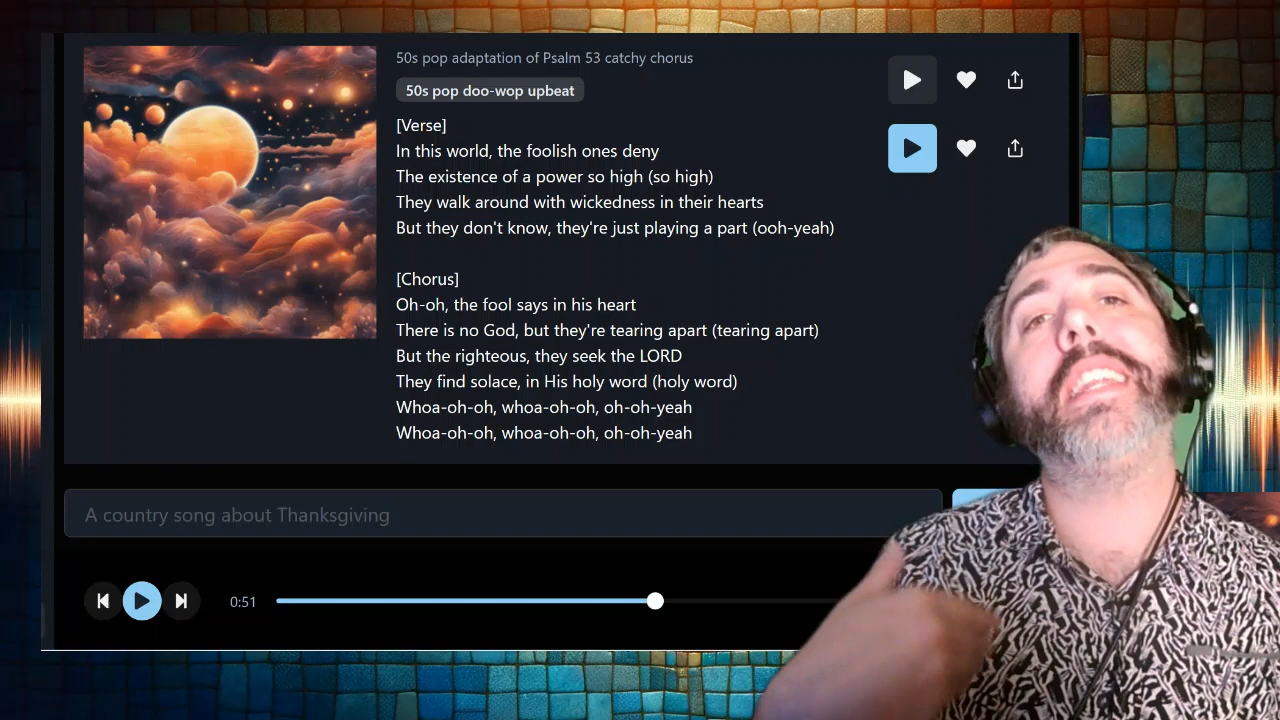 50s pop adaptation of Psalm 53 catchy chorus
50s pop doo-wop upbeat
[Verse]
In this world, the foolish ones deny
The existence of a power so high (so high)
They walk around with wickedness in their hearts
But they don't know, they're just playing a part (ooh-yeah)
[Chorus]
Oh-oh, the fool says in his heart
There is no God, but they're tearing apart (tearing apart)
But the righteous, they seek the LORD
They find solace, in His holy word (holy word)
Whoa-oh-oh, whoa-oh-oh, oh-oh-yeah
Whoa-oh-oh, whoa-oh-oh, oh-oh-yeah
A country song about Thanksgiving
0:51